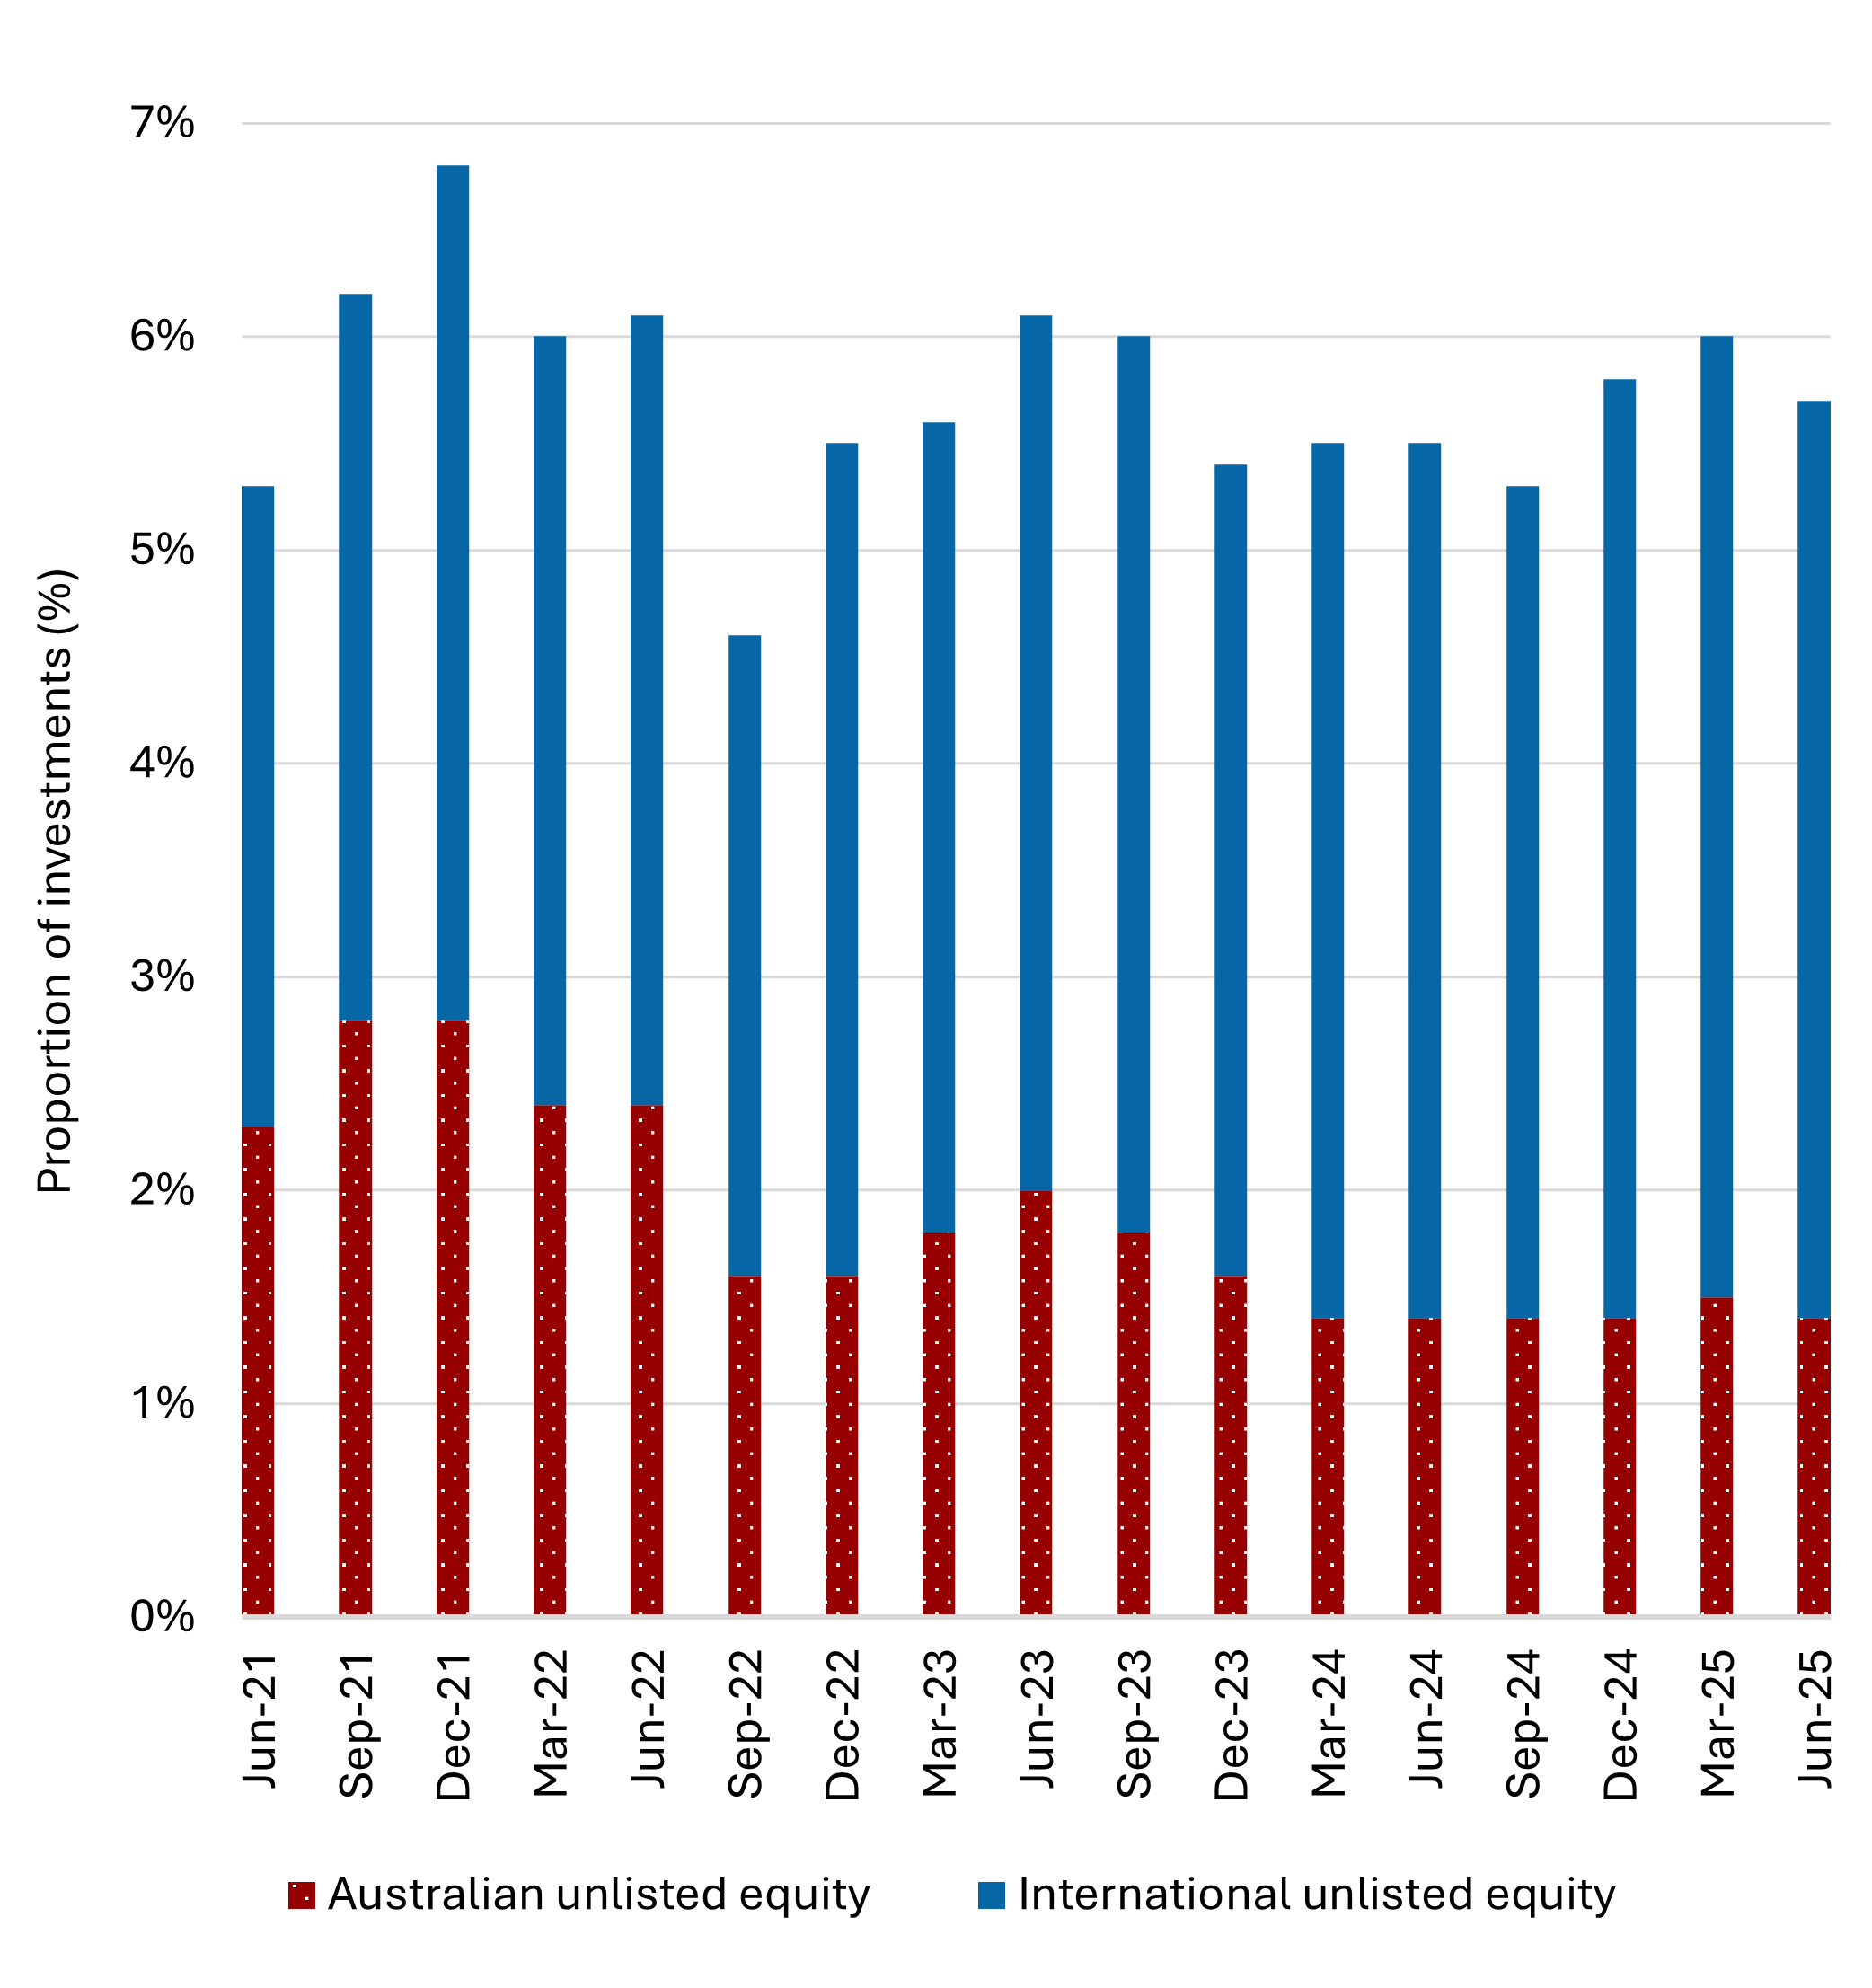 7%
6%
5%
4%
3%
2%
1%
0%
Proportion of investments (%)
Jun-21
Sep-21
Dec-21
Mar-22
Jun-22
Sep-22
Dec-22
Mar-23
Jun-23
Sep-23
Dec-23
Mar-24
Jun-24
Sep-24
Dec-24
Mar-25
Jun-25
Australian unlisted equity
International unlisted equity